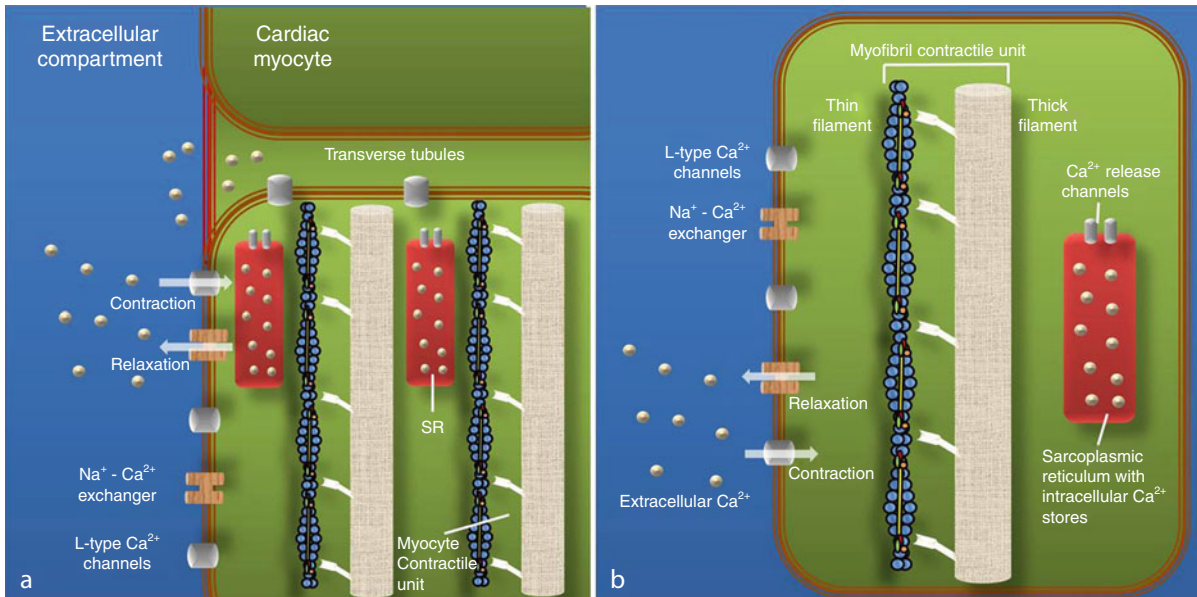 Extracellular
compartment
Cardiac
myocyte
Transverse tubules
Contraction
Relaxation
SR
Na⁺ - Ca²⁺
exchanger
L-type Ca²⁺
channels
Myocyte
Contractile
unit
a
Myofibril contractile unit
Thin
filament
Thick
filament
L-type Ca²⁺
channels
Ca²⁺ release
channels
Na⁺ - Ca²⁺
exchanger
Relaxation
Contraction
Extracellular Ca²⁺
Sarcoplasmic
reticulum with
intracellular Ca²⁺
stores
b